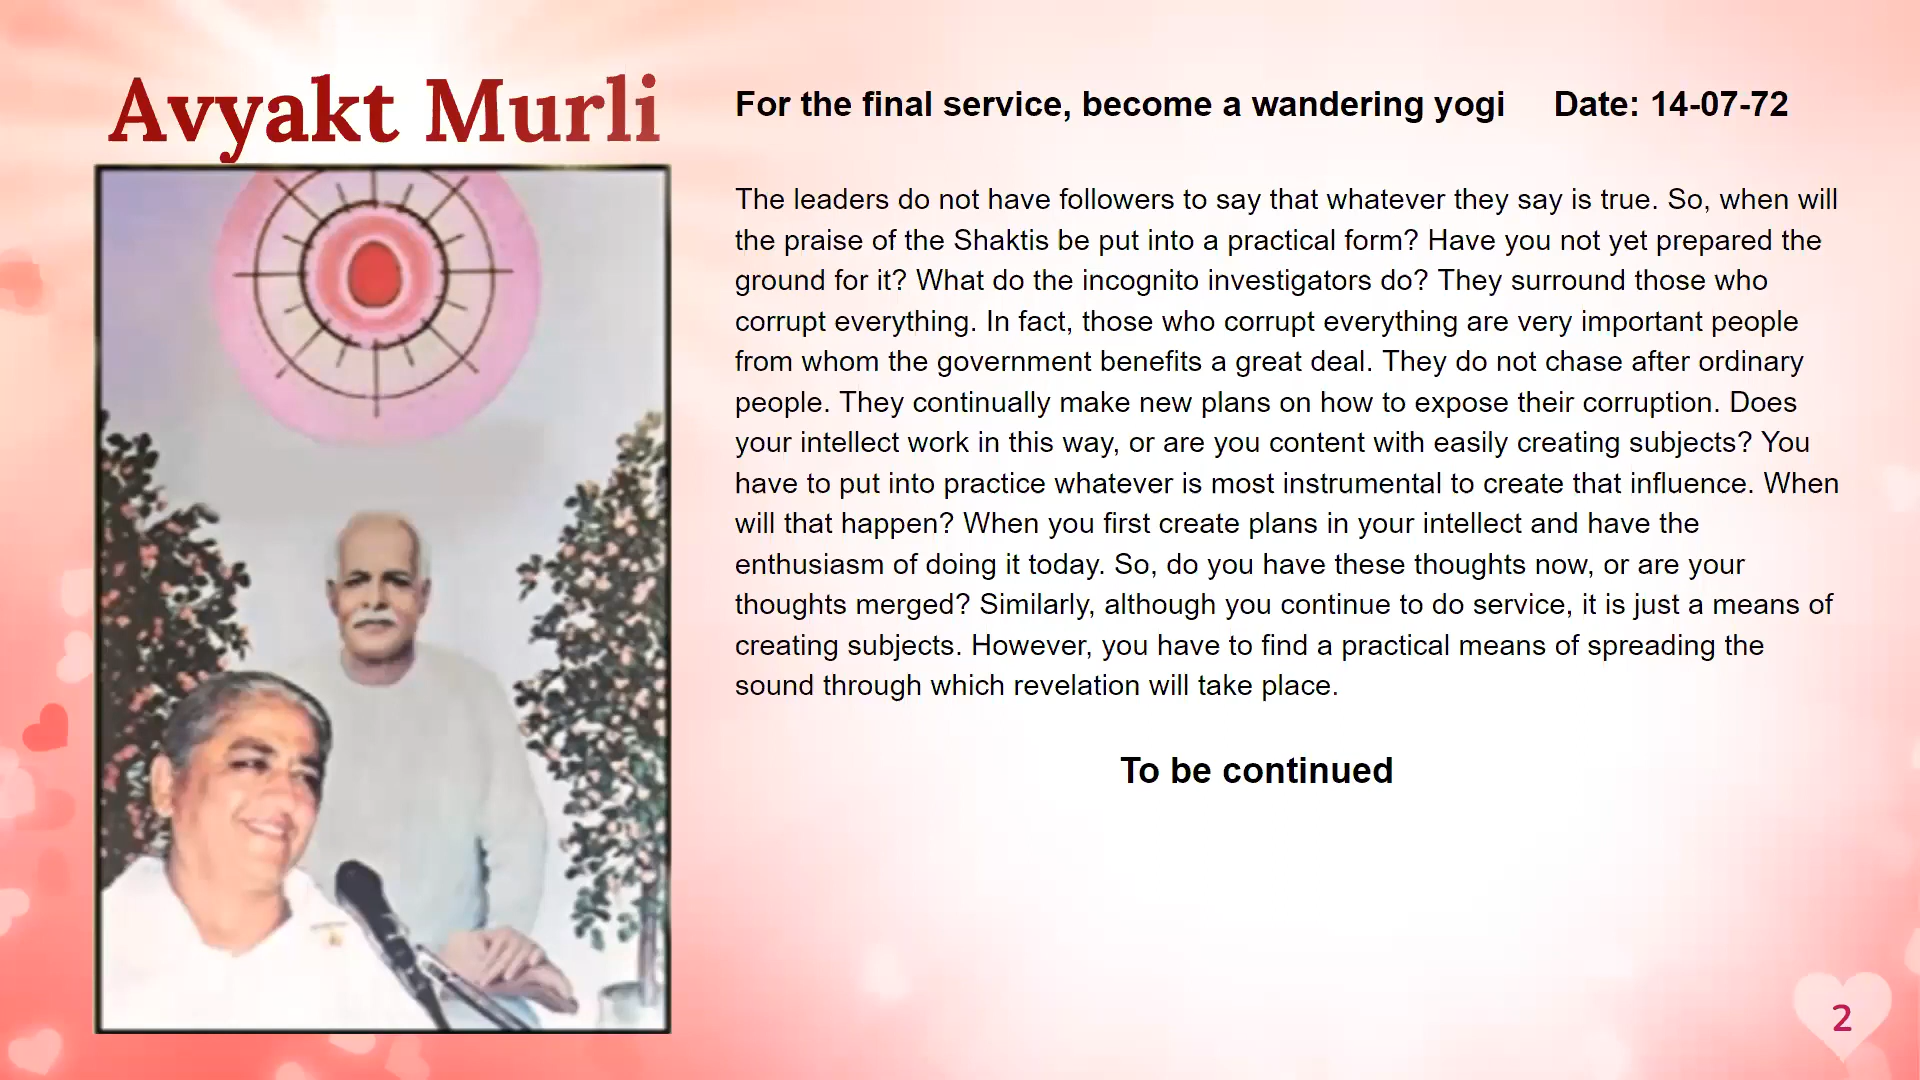 Avyakt Murli
For the final service, become a wandering yogi Date: 14-07-72
The leaders do not have followers to say that whatever they say is true. So, when will
the praise of the Shaktis be put into a practical form? Have you not yet prepared the
ground for it? What do the incognito investigators do? They surround those who
corrupt everything. In fact, those who corrupt everything are very important people
from whom the government benefits a great deal. They do not chase after ordinary
people. They continually make new plans on how to expose their corruption. Does
your intellect work in this way, or are you content with easily creating subjects? You
have to put into practice whatever is most instrumental to create that influence. When
will that happen? When you first create plans in your intellect and have the
enthusiasm of doing it today. So, do you have these thoughts now, or are your
thoughts merged? Similarly, although you continue to do service, it is just a means of
creating subjects. However, you have to find a practical means of spreading the
sound through which revelation will take place.
To be continued
2